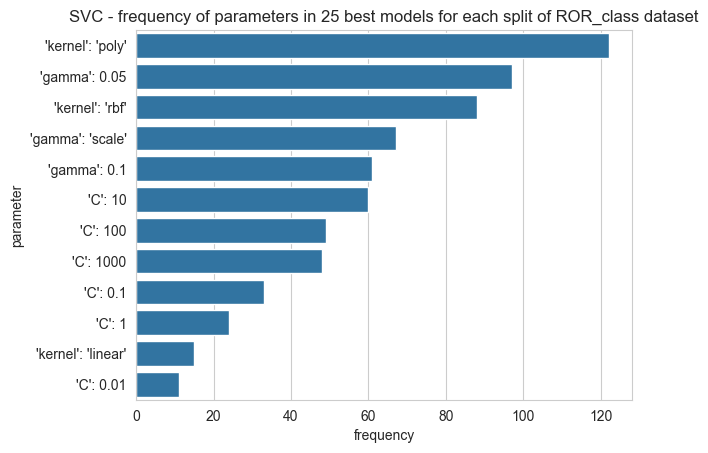 SVC - frequency of parameters in 25 best models for each split of ROR_class dataset
'kernel': 'poly'
'gamma': 0.05
'kernel': 'rbf'
'gamma': 'scale'
'gamma': 0.1
'C': 10
'C': 100
'C': 1000
'C': 0.1
'C': 1
'kernel': 'linear'
'C': 0.01
parameter
0 20 40 60 80 100 120
frequency